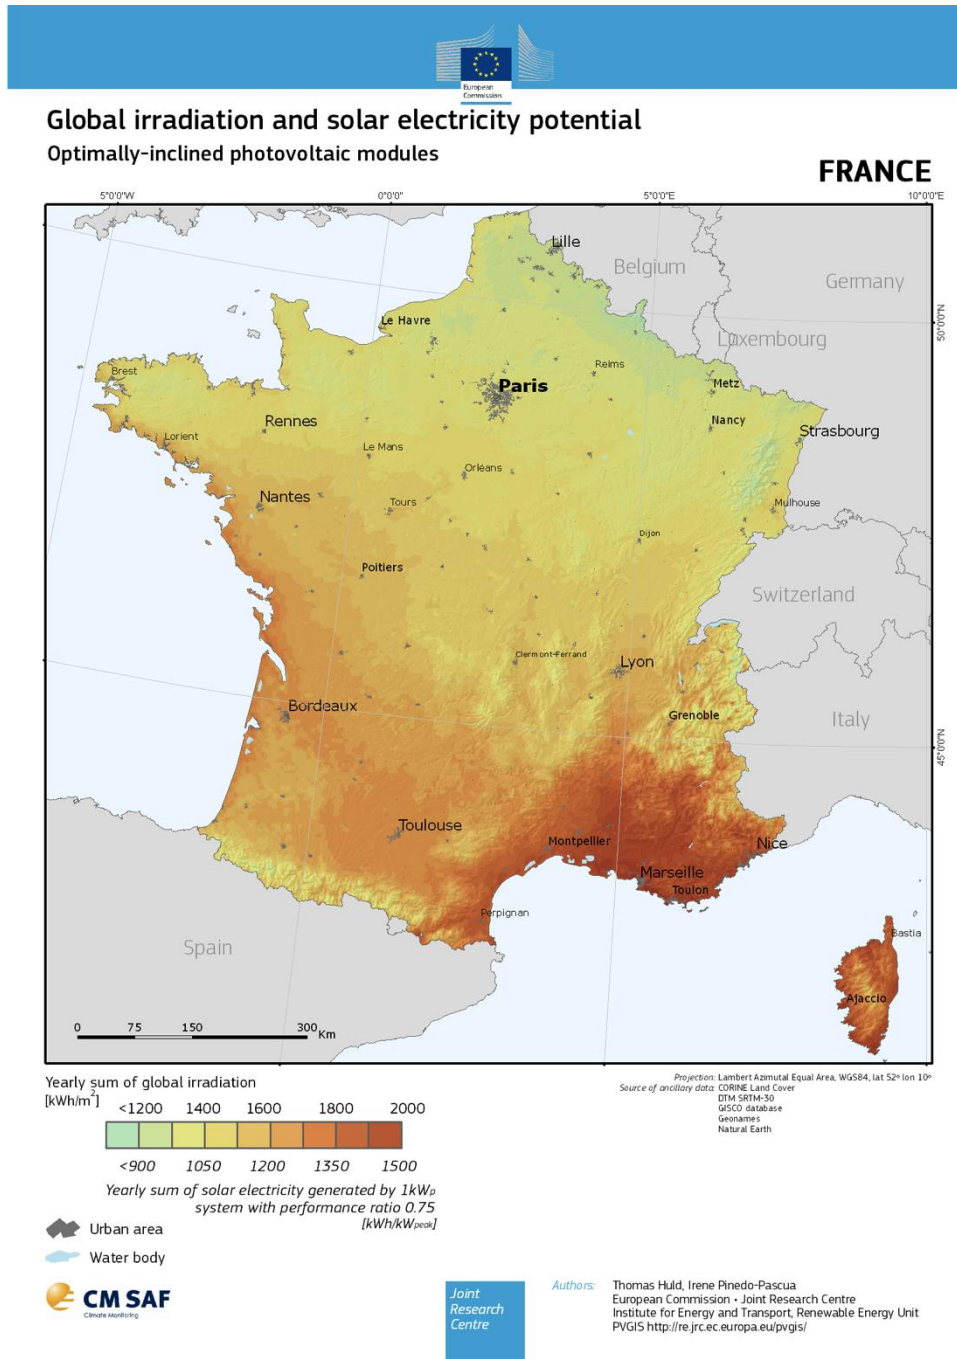 European
Commission
Global irradiation and solar electricity potential
Optimally-inclined photovoltaic modules
FRANCE
5°0'0"W
0°0'0"
5°0'0"E
10°0'0"E
Lille
Belgium
Germany
50°0'0"N
Le Havre
Luxembourg
Brest
Reims
Paris
Metz
Rennes
Nancy
Strasbourg
Lorient
Le Mans
Orléans
Nantes
Tours
Mulhouse
Dijon
Poitiers
Switzerland
Clermont-Ferrand
Lyon
Bordeaux
Grenoble
Italy
45°0'0"N
Toulouse
Montpellier
Nice
Marseille
Toulon
Perpignan
Spain
Bastia
Ajaccio
0 75 150 300 Km
Yearly sum of global irradiation
[kWh/m²]
<1200 1400 1600 1800 2000
<900 1050 1200 1350 1500
Yearly sum of solar electricity generated by 1kWp
system with performance ratio 0.75
[kWh/kWpeak]
Projection: Lambert Azimutal Equal Area, WGS84, lat 52° lon 10°
Source of ancillary data: CORINE Land Cover
DTM SRTM-30
GISCO database
Geonames
Natural Earth
Urban area
Water body
CM SAF
Climate Monitoring
Joint
Research
Centre
Authors: Thomas Huld, Irene Pinedo-Pascua
European Commission • Joint Research Centre
Institute for Energy and Transport, Renewable Energy Unit
PVGIS http://re.jrc.ec.europa.eu/pvgis/